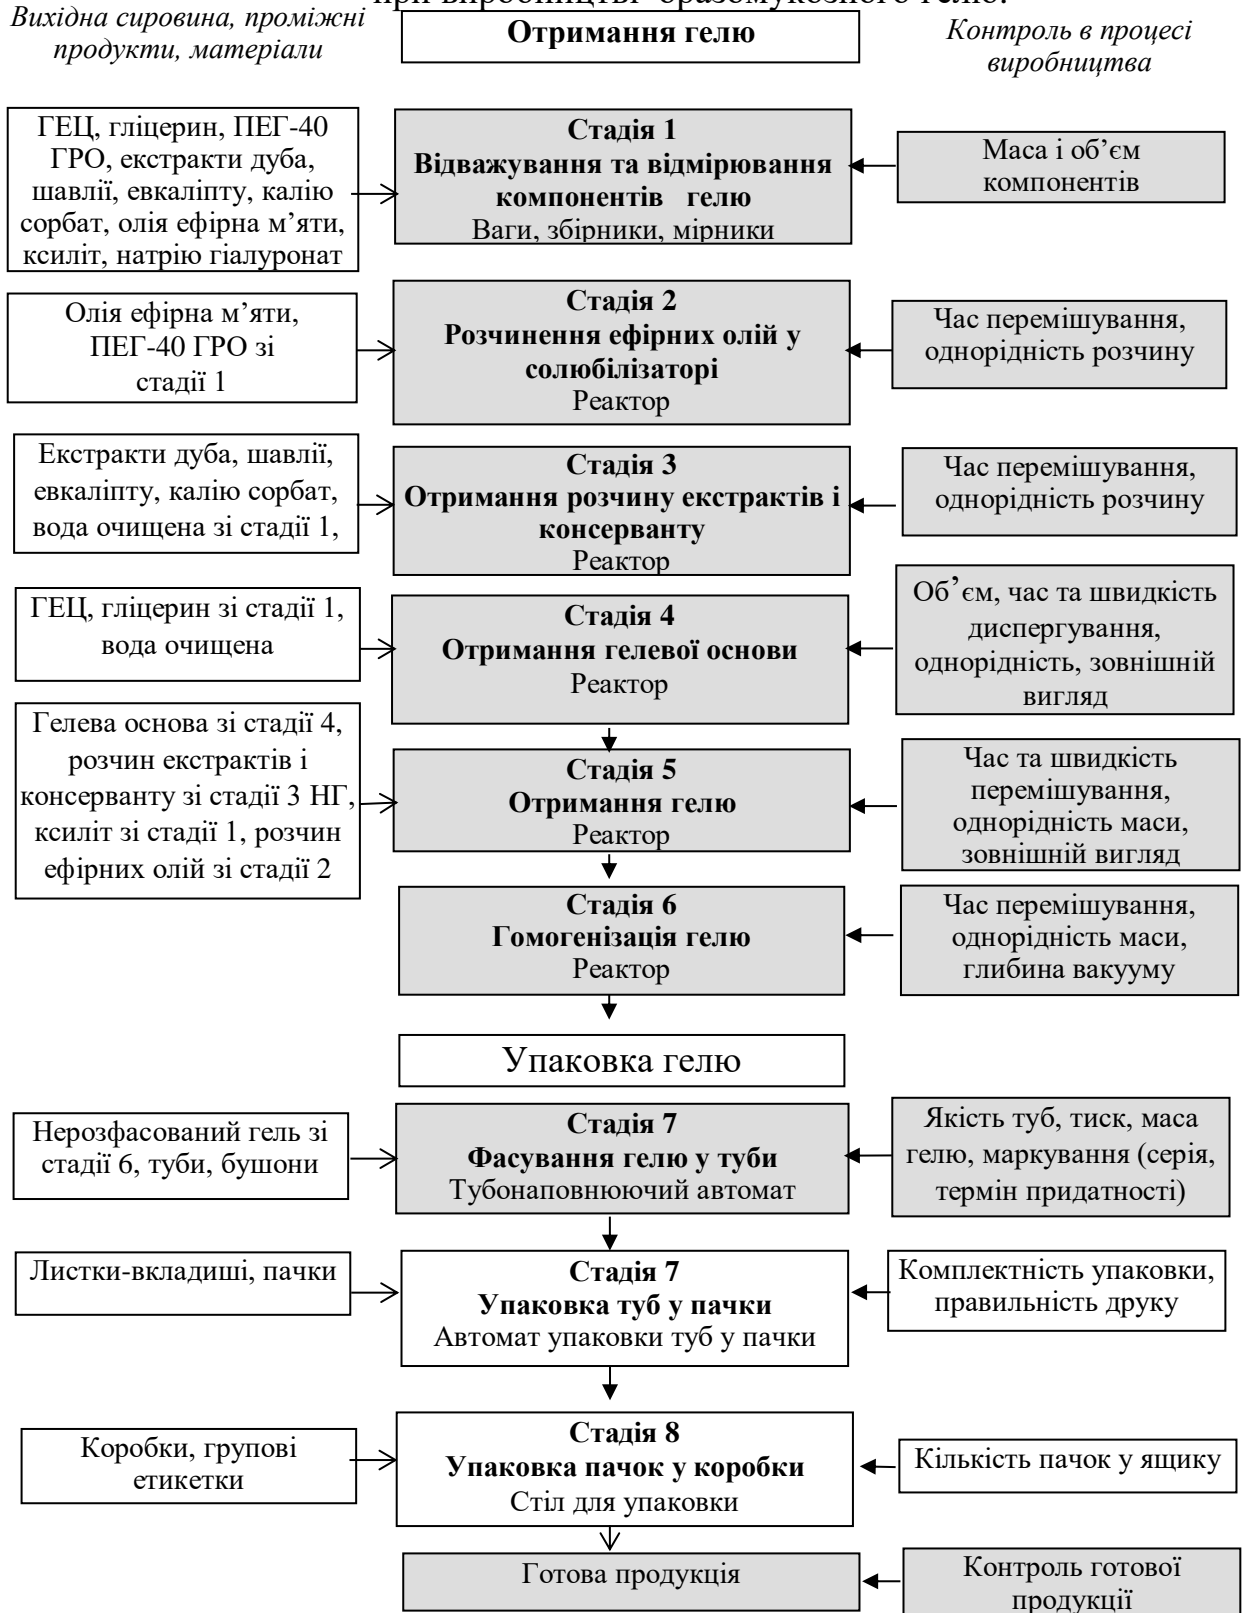 при виробництві оразомукозного гелю.
Вихідна сировина, проміжні
продукти, матеріали
Отримання гелю
Контроль в процесі
виробництва
ГЕЦ, гліцерин, ПЕГ-40
ГРО, екстракти дуба,
шавлії, евкаліпту, калію
сорбат, олія ефірна м’яти,
ксиліт, натрію гіалуронат
Стадія 1
Відважування та відмірювання
компонентів гелю
Ваги, збірники, мірники
Маса і об’єм
компонентів
Олія ефірна м’яти,
ПЕГ-40 ГРО зі
стадії 1
Стадія 2
Розчинення ефірних олій у
солюбілізаторі
Реактор
Час перемішування,
однорідність розчину
Екстракти дуба, шавлії,
евкаліпту, калію сорбат,
вода очищена зі стадії 1,
Стадія 3
Отримання розчину екстрактів і
консерванту
Реактор
Час перемішування,
однорідність розчину
ГЕЦ, гліцерин зі стадії 1,
вода очищена
Стадія 4
Отримання гелевої основи
Реактор
Об’єм, час та швидкість
диспергування,
однорідність, зовнішній
вигляд
Гелева основа зі стадії 4,
розчин екстрактів і
консерванту зі стадії 3 НГ,
ксиліт зі стадії 1, розчин
ефірних олій зі стадії 2
Стадія 5
Отримання гелю
Реактор
Час та швидкість
перемішування,
однорідність маси,
зовнішній вигляд
Стадія 6
Гомогенізація гелю
Реактор
Час перемішування,
однорідність маси,
глибина вакууму
Упаковка гелю
Нерозфасований гель зі
стадії 6, туби, бушони
Стадія 7
Фасування гелю у туби
Тубонаповнюючий автомат
Якість туб, тиск, маса
гелю, маркування (серія,
термін придатності)
Листки-вкладиші, пачки
Стадія 7
Упаковка туб у пачки
Автомат упаковки туб у пачки
Комплектність упаковки,
правильність друку
Коробки, групові
етикетки
Стадія 8
Упаковка пачок у коробки
Стіл для упаковки
Кількість пачок у ящику
Готова продукція
Контроль готової
продукції